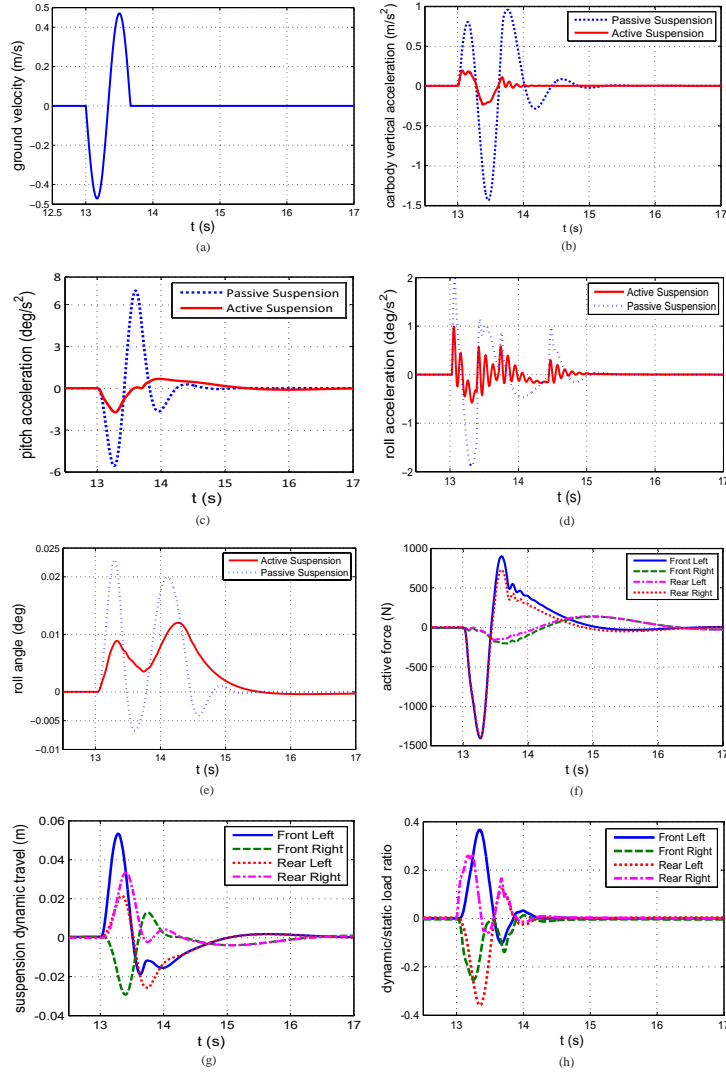 0.5
0.4
0.2
0
−0.2
−0.4
−0.5
12.5
13
14
15
16
17
ground velocity (m/s)
t (s)
(a)
1
0.5
0
-0.5
-1
-1.5
13
14
15
16
17
carbody vertical acceleration (m/s²)
Passive Suspension
Active Suspension
t (s)
(b)
8
7
5
3
0
-3
-6
13
14
15
16
17
pitch acceleration (deg/s²)
Passive Suspension
Active Suspension
t (s)
(c)
2
1
0
−1
−2
13
14
15
16
17
roll acceleration (deg/s²)
Active Suspension
Passive Suspension
t (s)
(d)
0.025
0.02
0.01
0
−0.005
−0.01
13
14
15
16
17
roll angle (deg)
Active Suspension
Passive Suspension
t (s)
(e)
1000
500
0
−500
−1000
−1500
13
14
15
16
17
active force (N)
Front Left
Front Right
Rear Left
Rear Right
t (s)
(f)
0.06
0.04
0.02
0
-0.02
-0.04
13
14
15
16
17
suspension dynamic travel (m)
Front Left
Front Right
Rear Left
Rear Right
t (s)
(g)
0.4
0.2
0
-0.2
-0.4
13
14
15
16
17
dynamic/static load ratio
Front Left
Front Right
Rear Left
Rear Right
t (s)
(h)